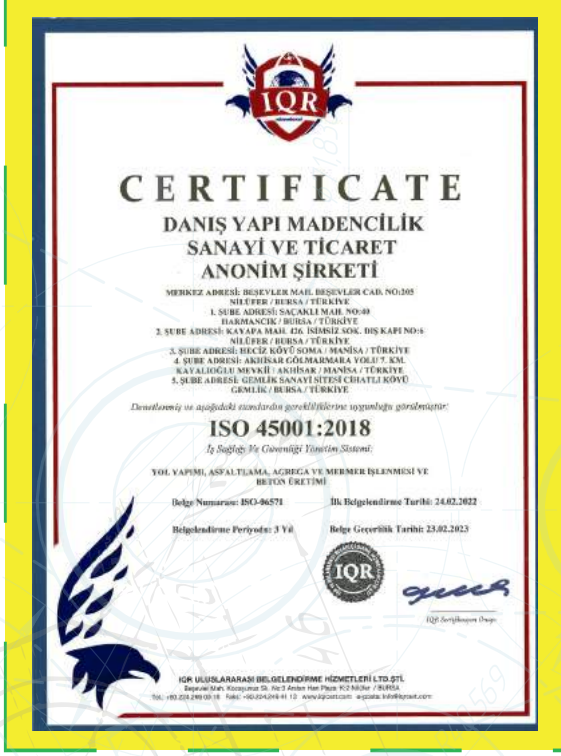 IQR
CERTIFICATE
DANIŞ YAPI MADENCİLİK
SANAYİ VE TİCARET
ANONİM ŞİRKETİ
MERKEZ ADRESİ: BEŞEVLER MAH. BEŞEVLER CAD. NO:205
NİLÜFER / BURSA / TÜRKİYE
1. ŞUBE ADRESİ: SAÇAKLI MAH. NO:40
HARMANCIK / BURSA / TÜRKİYE
2. ŞUBE ADRESİ: KAYAPA MAH. 426. İSİMSİZ SOK. DIŞ KAPI NO:6
NİLÜFER / BURSA / TÜRKİYE
3. ŞUBE ADRESİ: HECİZ KÖYÜ SOMA / MANİSA / TÜRKİYE
4. ŞUBE ADRESİ: AKHİSAR GÖLMARMARA YOLU 7. KM.
KAYALIOĞLU MEVKİİ / AKHİSAR / MANİSA / TÜRKİYE
5. ŞUBE ADRESİ: GEMLİK SANAYİ SİTESİ CİHATLI KÖYÜ
GEMLİK / BURSA / TÜRKİYE
Denetlenmiş ve aşağıdaki standardın gerekliliklerine uygunluğu görülmüştür:
ISO 45001:2018
İş Sağlığı Ve Güvenliği Yönetim Sistemi:
YOL YAPIMI, ASFALTLAMA, AGREGA VE MERMER İŞLENMESİ VE
BETON ÜRETİMİ
Belge Numarası: ISO-06571
İlk Belgelendirme Tarihi: 24.02.2022
Belgelendirme Periyodu: 3 Yıl
Belge Geçerlilik Tarihi: 23.02.2023
IQR
IQR Sertifikasyon Onayı
IQR ULUSLARARASI BELGELENDİRME HİZMETLERİ LTD.ŞTİ.